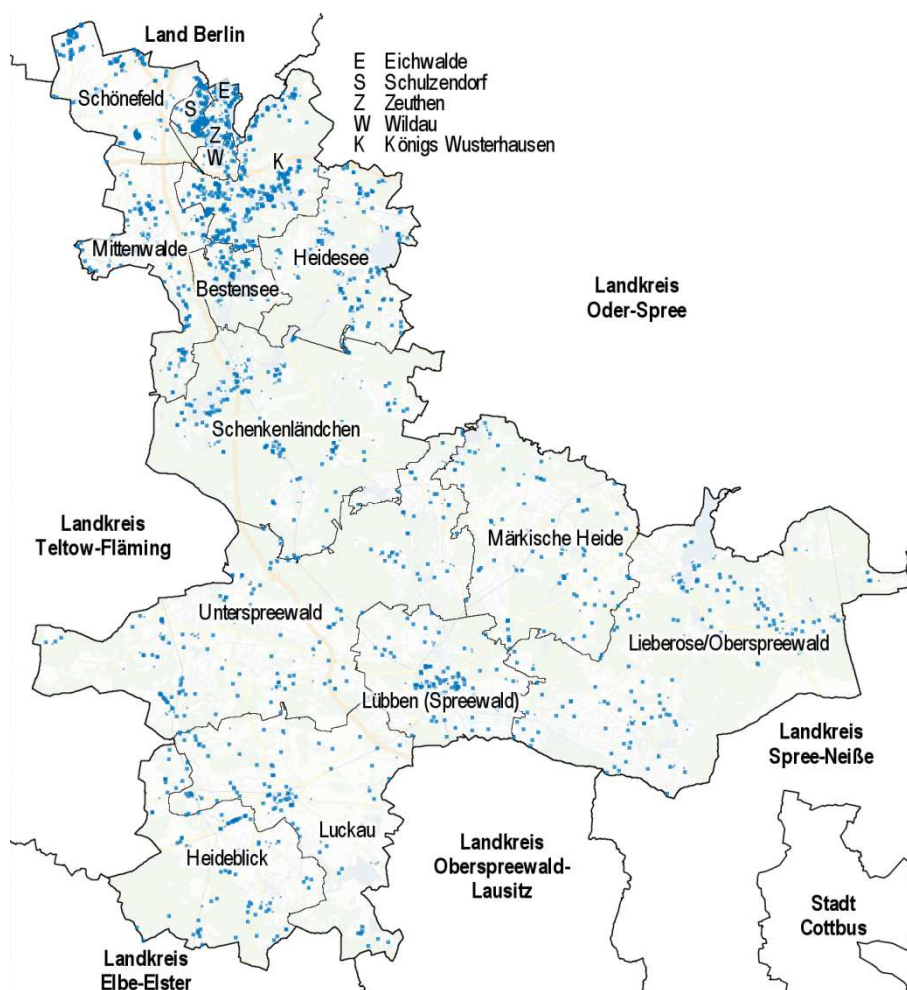 Land Berlin
E Eichwalde
S Schulzendorf
Z Zeuthen
W Wildau
K Königs Wusterhausen
Schönefeld
E
S
Z
W
K
Mittenwalde
Heidesee
Bestensee
Landkreis
Oder-Spree
Schenkenländchen
Landkreis
Teltow-Fläming
Märkische Heide
Unterspreewald
Lieberose/Oberspreewald
Lübben (Spreewald)
Landkreis
Spree-Neiße
Luckau
Heideblick
Landkreis
Oberspreewald-
Lausitz
Stadt
Cottbus
Landkreis
Elbe-Elster